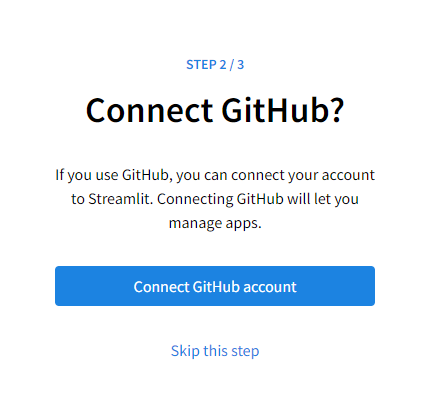 STEP 2 / 3
Connect GitHub?
If you use GitHub, you can connect your account
to Streamlit. Connecting GitHub will let you
manage apps.
Connect GitHub account
Skip this step